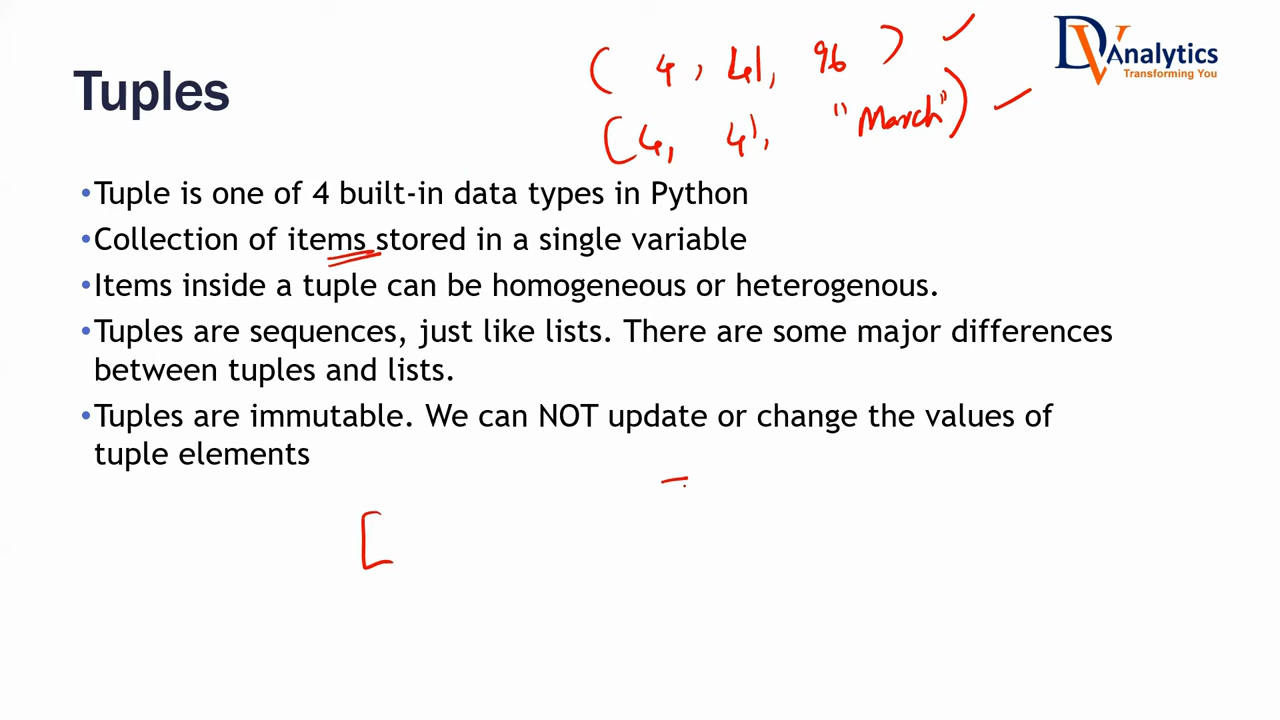 Tuples
( 4, 41, 96 )
(4, 41, "March")
DV Analytics
Transforming You
•Tuple is one of 4 built-in data types in Python
•Collection of items stored in a single variable
•Items inside a tuple can be homogeneous or heterogenous.
•Tuples are sequences, just like lists. There are some major differences
between tuples and lists.
•Tuples are immutable. We can NOT update or change the values of
tuple elements
[